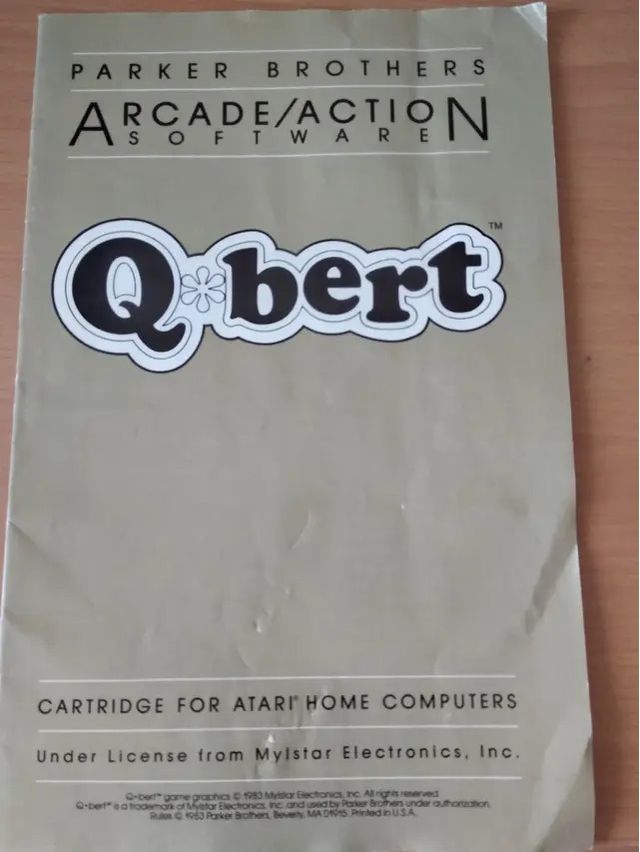 PARKER BROTHERS
ARCADE/ACTION
SOFTWARE
Q*bert™
CARTRIDGE FOR ATARI® HOME COMPUTERS
Under License from Mylstar Electronics, Inc.
Q•bert™ game graphics © 1983 Mylstar Electronics, Inc. All rights reserved.
Q•bert™ is a trademark of Mylstar Electronics, Inc. and used by Parker Brothers under authorization.
Rules © 1983 Parker Brothers, Beverly, MA 01915. Printed in U.S.A.